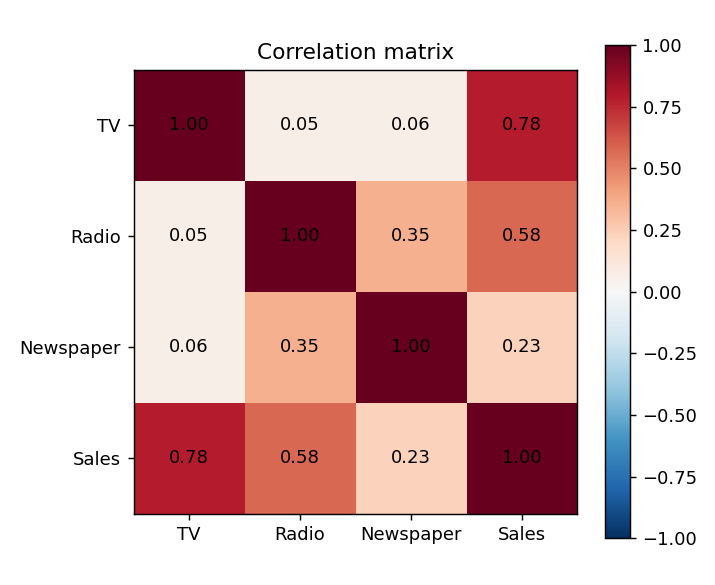 Correlation matrix
TV 1.00 0.05 0.06 0.78
Radio 0.05 1.00 0.35 0.58
Newspaper 0.06 0.35 1.00 0.23
Sales 0.78 0.58 0.23 1.00
TV Radio Newspaper Sales
1.00
0.75
0.50
0.25
0.00
−0.25
−0.50
−0.75
−1.00